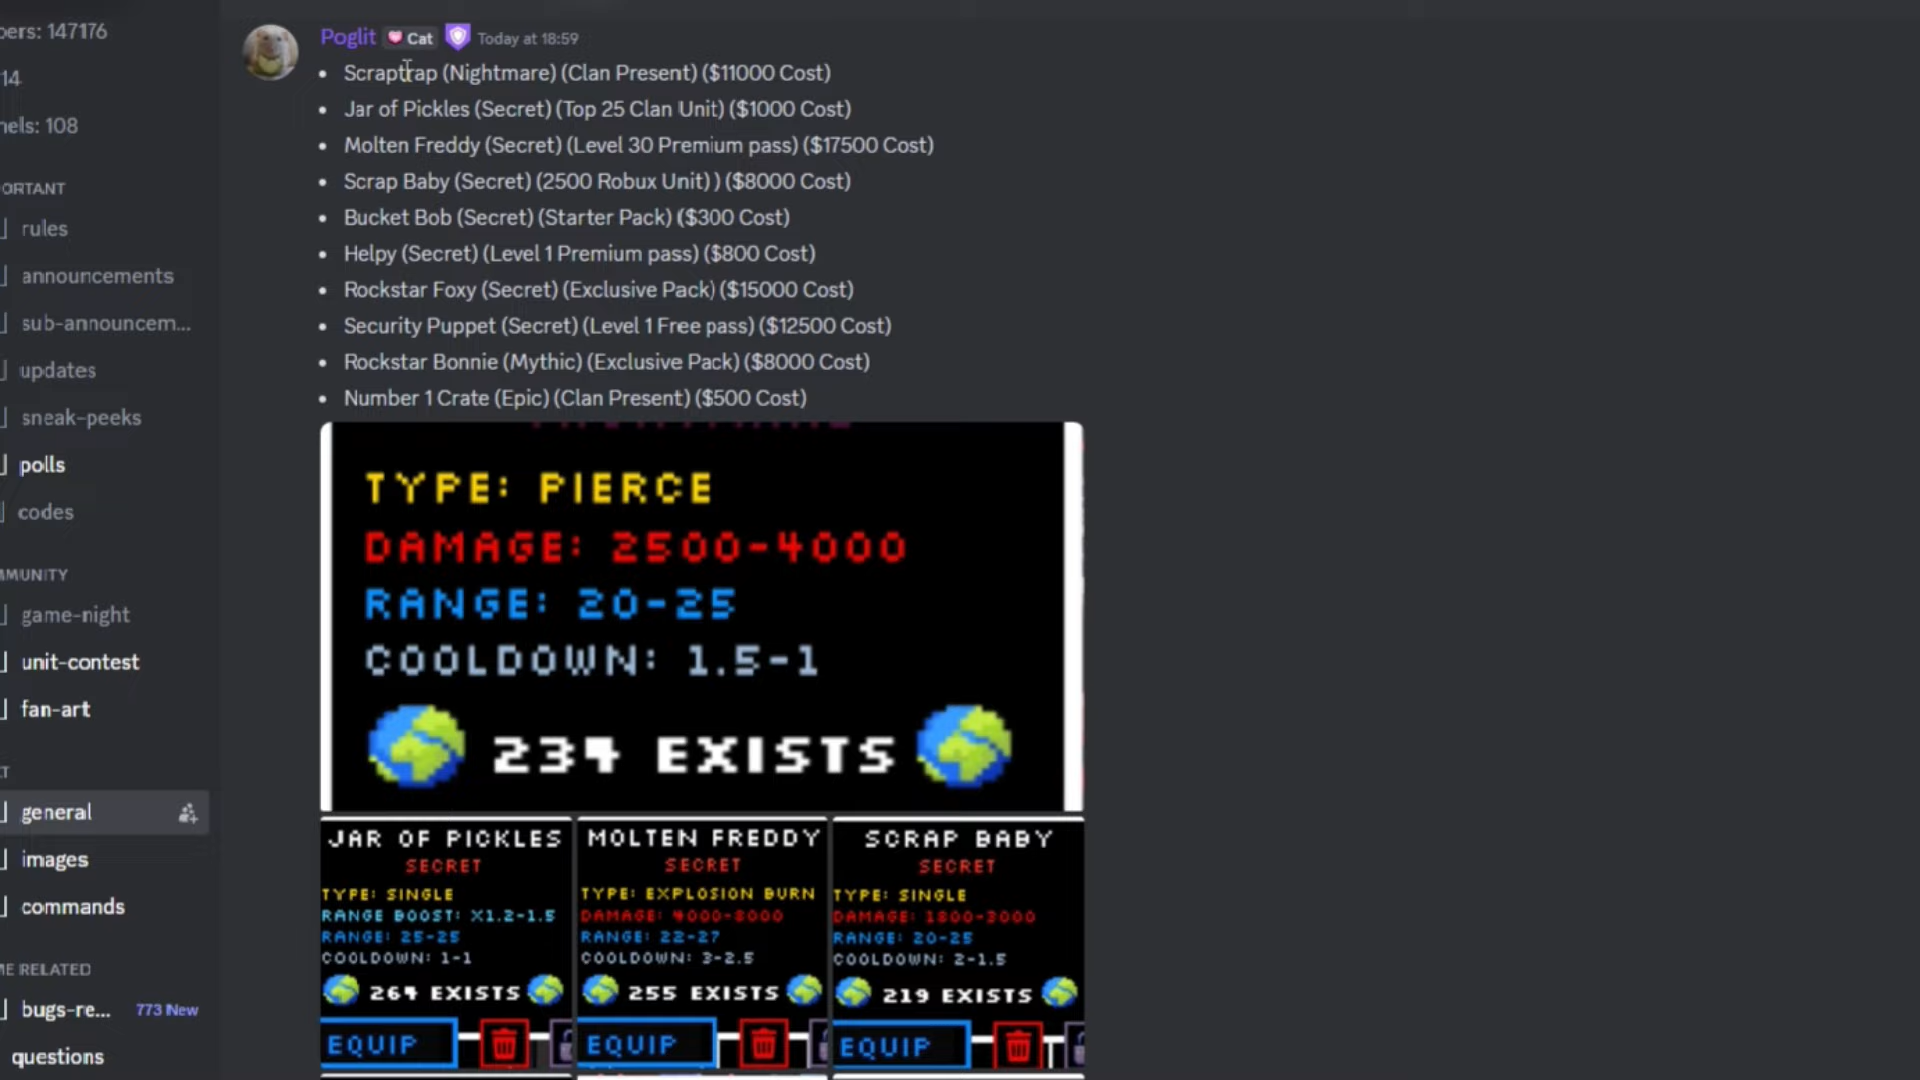 bers: 147176
14
nels: 108
ORTANT
rules
announcements
sub-announcem...
updates
sneak-peeks
polls
codes
MMUNITY
game-night
unit-contest
fan-art
general
images
commands
ME RELATED
bugs-re... 773 New
questions
Poglit Cat Today at 18:59
• Scraptrap (Nightmare) (Clan Present) ($11000 Cost)
• Jar of Pickles (Secret) (Top 25 Clan Unit) ($1000 Cost)
• Molten Freddy (Secret) (Level 30 Premium pass) ($17500 Cost)
• Scrap Baby (Secret) (2500 Robux Unit) ) ($8000 Cost)
• Bucket Bob (Secret) (Starter Pack) ($300 Cost)
• Helpy (Secret) (Level 1 Premium pass) ($800 Cost)
• Rockstar Foxy (Secret) (Exclusive Pack) ($15000 Cost)
• Security Puppet (Secret) (Level 1 Free pass) ($12500 Cost)
• Rockstar Bonnie (Mythic) (Exclusive Pack) ($8000 Cost)
• Number 1 Crate (Epic) (Clan Present) ($500 Cost)
TYPE: PIERCE
DAMAGE: 2500-4000
RANGE: 20-25
COOLDOWN: 1.5-1
234 EXISTS
JAR OF PICKLES
SECRET
TYPE: SINGLE
RANGE BOOST: X1.2-1.5
RANGE: 25-25
COOLDOWN: 1-1
264 EXISTS
EQUIP
MOLTEN FREDDY
SECRET
TYPE: EXPLOSION BURN
DAMAGE: 4000-8000
RANGE: 22-27
COOLDOWN: 3-2.5
255 EXISTS
EQUIP
SCRAP BABY
SECRET
TYPE: SINGLE
DAMAGE: 1800-3000
RANGE: 20-25
COOLDOWN: 2-1.5
219 EXISTS
EQUIP